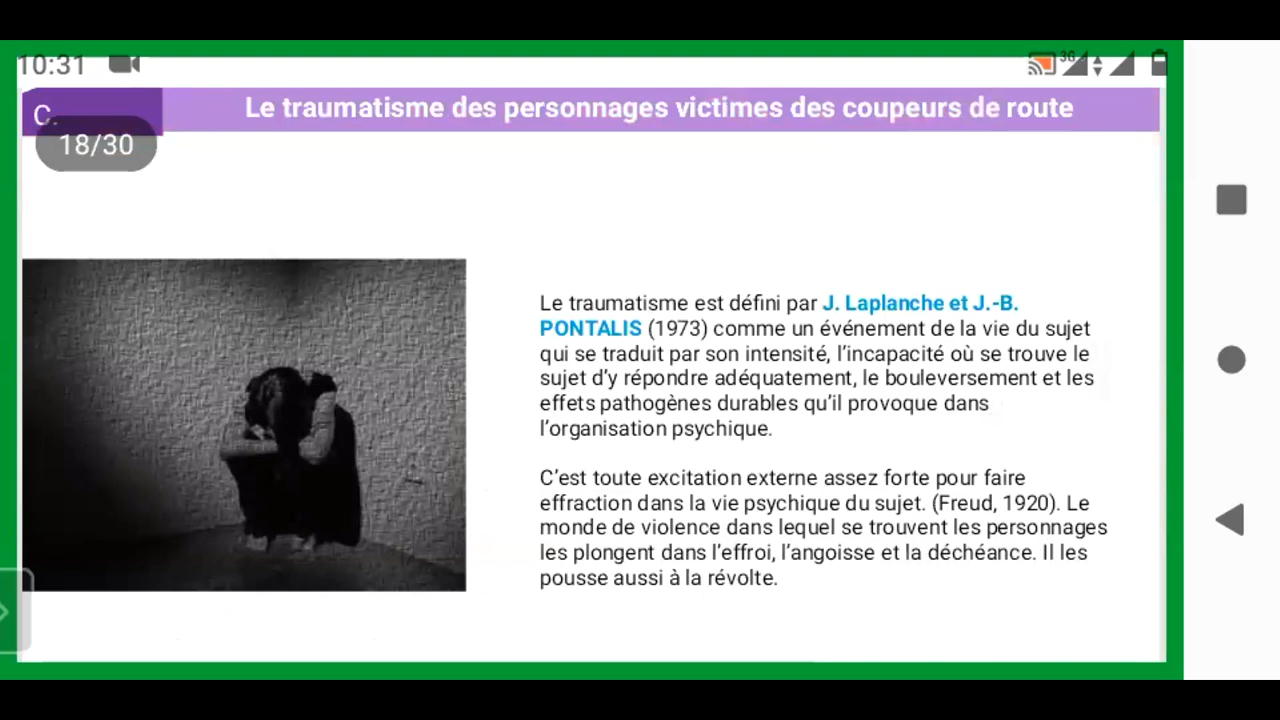 10:31
3G
C.
Le traumatisme des personnages victimes des coupeurs de route
18/30
Le traumatisme est défini par J. Laplanche et J.-B.
PONTALIS (1973) comme un événement de la vie du sujet
qui se traduit par son intensité, l’incapacité où se trouve le
sujet d’y répondre adéquatement, le bouleversement et les
effets pathogènes durables qu’il provoque dans
l’organisation psychique.
C’est toute excitation externe assez forte pour faire
effraction dans la vie psychique du sujet. (Freud, 1920). Le
monde de violence dans lequel se trouvent les personnages
les plongent dans l’effroi, l’angoisse et la déchéance. Il les
pousse aussi à la révolte.